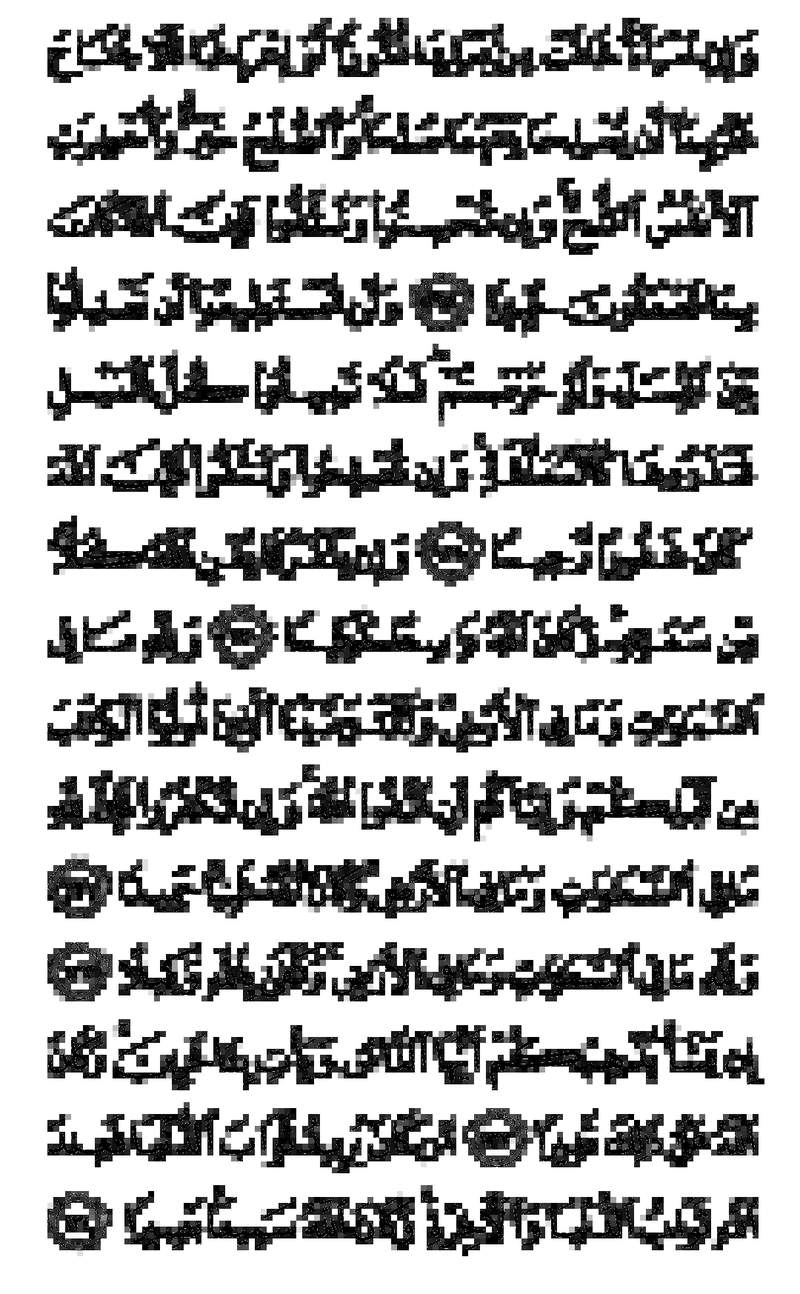 وإن امرأة خافت من بعلها نشوزا أو إعراضا فلا جناح
عليهما أن يصلحا بينهما صلحا والصلح خير وأحضرت
الأنفس الشح وإن تحسنوا وتتقوا فإن الله كان
بما تعملون خبيرا ١٢٨ ولن تستطيعوا أن تعدلوا
بين النساء ولو حرصتم فلا تميلوا كل الميل
فتذروها كالمعلقة وإن تصلحوا وتتقوا فإن الله
كان غفورا رحيما ١٢٩ وإن يتفرقا يغن الله كلا
من سعته وكان الله واسعا حكيما ١٣٠ ولله ما في
السموت وما في الأرض ولقد وصينا الذين أوتوا الكتب
من قبلكم وإياكم أن اتقوا الله وإن تكفروا فإن لله
ما في السموت وما في الأرض وكان الله غنيا حميدا ١٣١
ولله ما في السموت وما في الأرض وكفى بالله وكيلا ١٣٢
إن يشأ يذهبكم أيها الناس ويأت بآخرين وكان
الله على ذلك قديرا ١٣٣ من كان يريد ثواب الدنيا فعند
الله ثواب الدنيا والآخرة وكان الله سميعا بصيرا ١٣٤